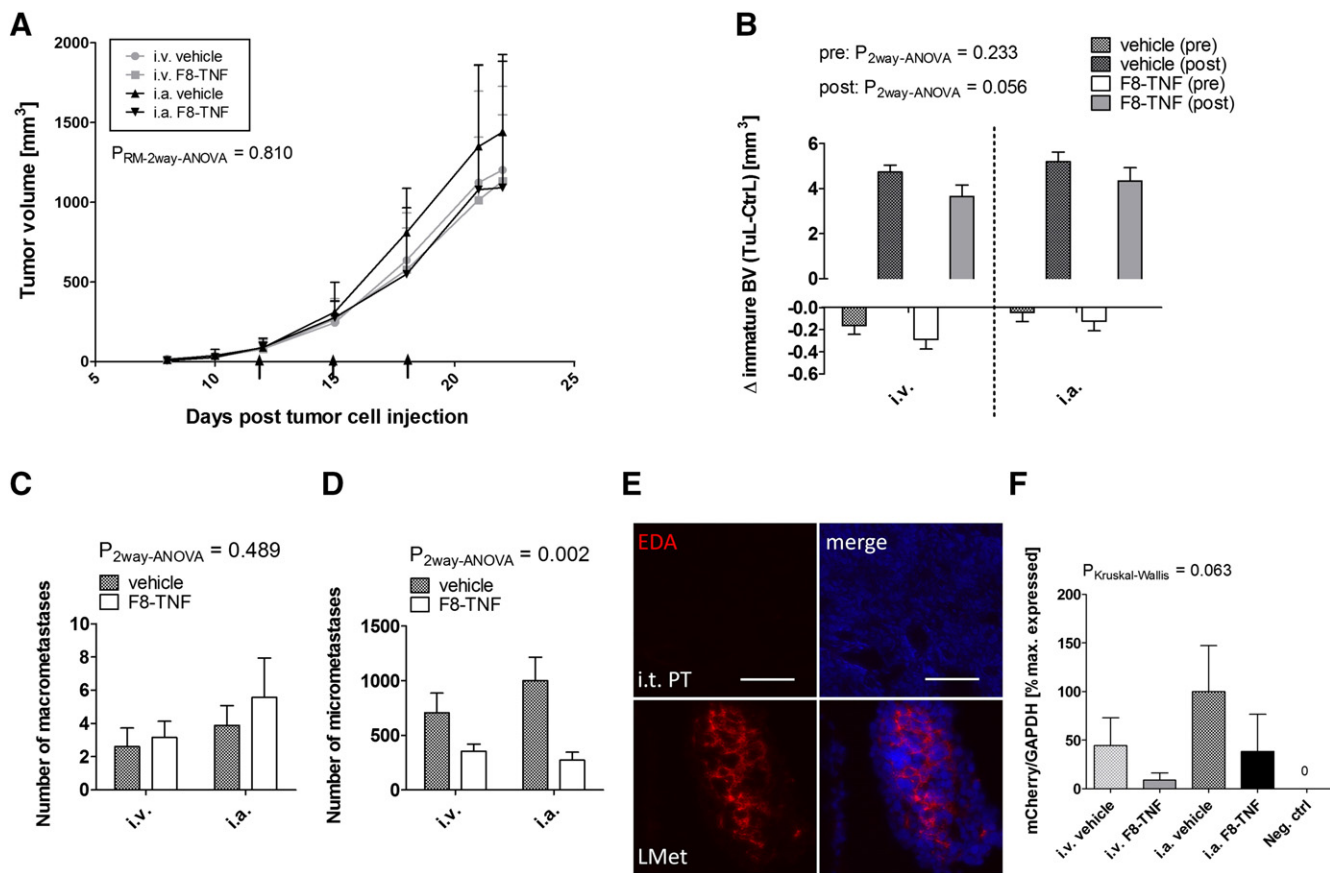 A
2000
1500
1000
500
0
Tumor volume [mm3]
i.v. vehicle
i.v. F8-TNF
i.a. vehicle
i.a. F8-TNF
PRM-2way-ANOVA = 0.810
5
10
15
20
25
Days post tumor cell injection
B
pre: P2way-ANOVA = 0.233
post: P2way-ANOVA = 0.056
vehicle (pre)
vehicle (post)
F8-TNF (pre)
F8-TNF (post)
Δ immature BV (TuL-CtrL) [mm3]
6
4
2
0
-0.0
-0.2
-0.4
-0.6
i.v.
i.a.
C
P2way-ANOVA = 0.489
vehicle
F8-TNF
Number of macrometastases
10
8
6
4
2
0
i.v.
i.a.
D
P2way-ANOVA = 0.002
vehicle
F8-TNF
Number of micrometastases
1500
1000
500
0
i.v.
i.a.
E
EDA
merge
i.t. PT
LMet
F
PKruskal-Wallis = 0.063
mCherry/GAPDH [% max. expressed]
200
150
100
50
0
0
i.v. vehicle
i.v. F8-TNF
i.a. vehicle
i.a. F8-TNF
Neg. ctrl